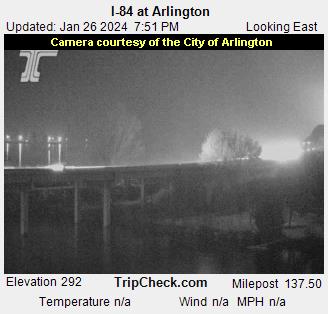 I-84 at Arlington
Updated: Jan 26 2024 7:51 PM Looking East
Camera courtesy of the City of Arlington
Elevation 292 TripCheck.com Milepost 137.50
Temperature n/a Wind n/a MPH n/a